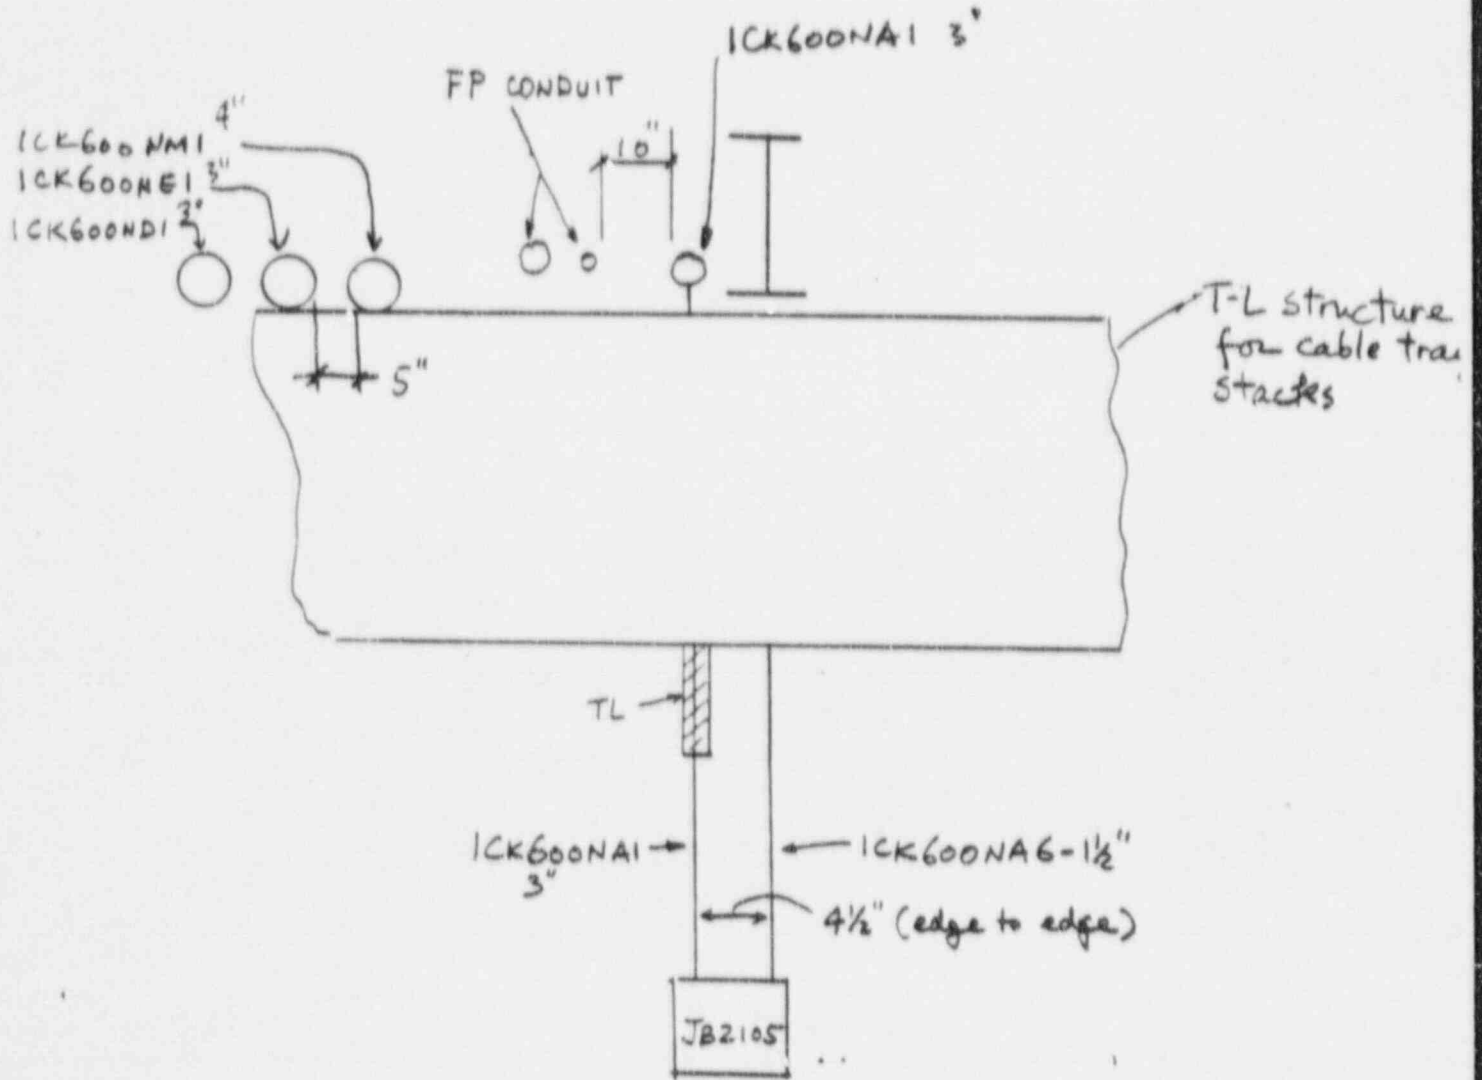 1CK600NA1 3"
FP CONDUIT
10"
1CK600NM1 4"
1CK600NE1 3"
1CK600ND1 3"
5"
T-L structure
for cable tra
stacks
TL
1CK600NA1
3"
1CK600NA6-1½"
4½" (edge to edge)
JB2105